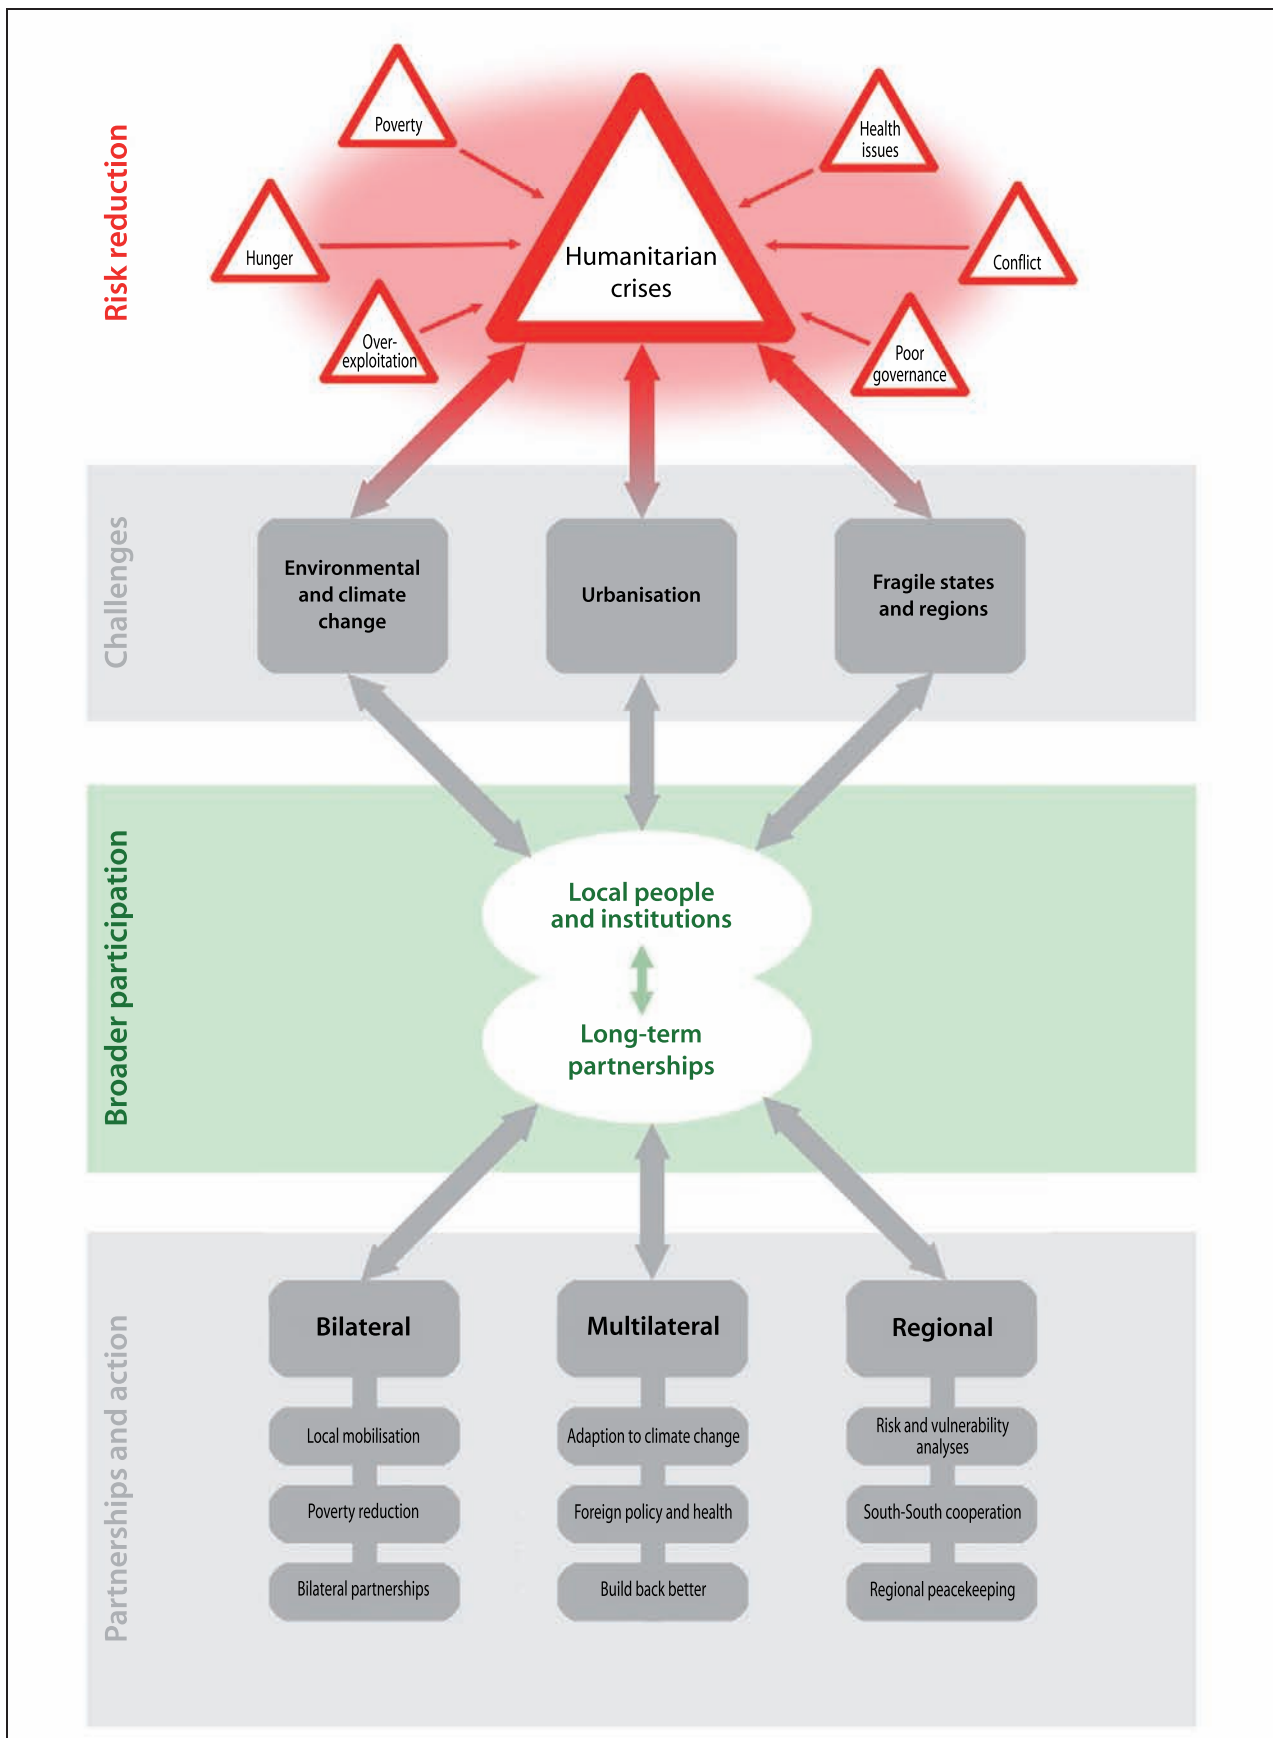 Risk reduction
Poverty
Health
issues
Hunger
Humanitarian
crises
Conflict
Over-
exploitation
Poor
governance
Challenges
Environmental
and climate
change
Urbanisation
Fragile states
and regions
Broader participation
Local people
and institutions
Long-term
partnerships
Partnerships and action
Bilateral
Local mobilisation
Poverty reduction
Bilateral partnerships
Multilateral
Adaption to climate change
Foreign policy and health
Build back better
Regional
Risk and vulnerability
analyses
South-South cooperation
Regional peacekeeping